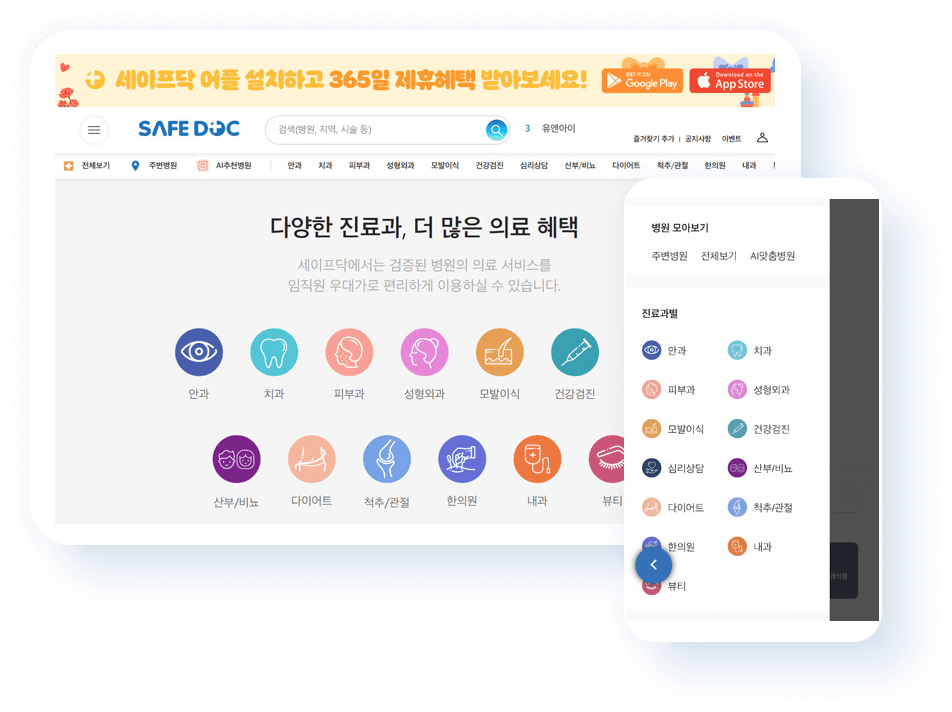 세이프닥 어플 설치하고 365일 제휴혜택 받아보세요!
GET IT ON
Google Play
Download on the
App Store
SAFE DOC
검색(병원, 지역, 시술 등)
3 유앤아이
즐겨찾기 추가 | 공지사항 이벤트
전체보기 주변병원 AI추천병원 안과 치과 피부과 성형외과 모발이식 건강검진 심리상담 산부/비뇨 다이어트 척추/관절 한의원 내과
다양한 진료과, 더 많은 의료 혜택
세이프닥에서는 검증된 병원의 의료 서비스를
임직원 우대가로 편리하게 이용하실 수 있습니다.
안과 치과 피부과 성형외과 모발이식 건강검진
산부/비뇨 다이어트 척추/관절 한의원 내과 뷰티
병원 모아보기
주변병원 전체보기 AI맞춤병원
진료과별
안과 치과
피부과 성형외과
모발이식 건강검진
심리상담 산부/비뇨
다이어트 척추/관절
한의원 내과
뷰티